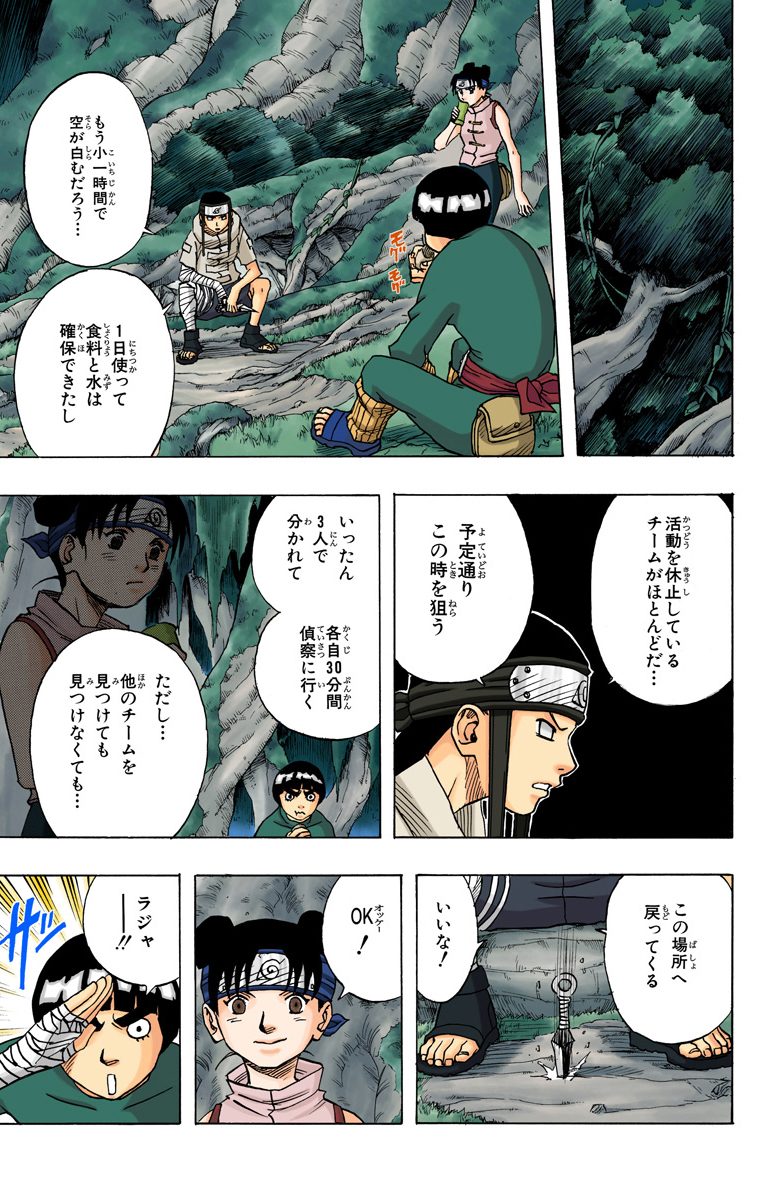 もう小一時間で
空が白むだろう…
1日使って
食料と水は
確保できたし
モグ
モグ
活動を休止している
チームがほとんどだ…
予定通り
この時を狙う
いったん
3人で
分かれて
各自30分間
偵察に行く
ただし…
他のチームを
見つけても
見つけなくても…
この場所へ
戻ってくる
いいな!
OK!
ラジャ
ー!!
バッ